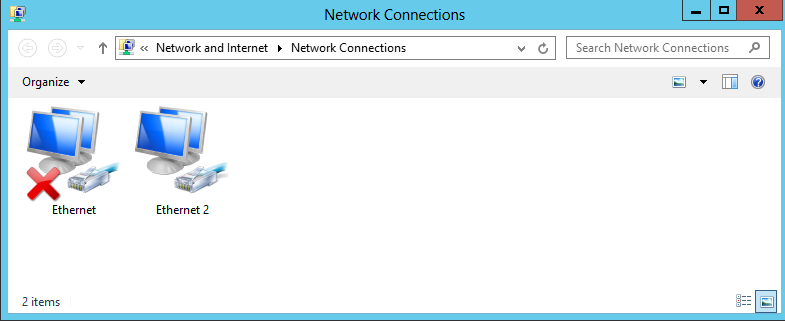 Network Connections
Network and Internet Network Connections
Search Network Connections
Organize
Ethernet
Ethernet 2
2 items